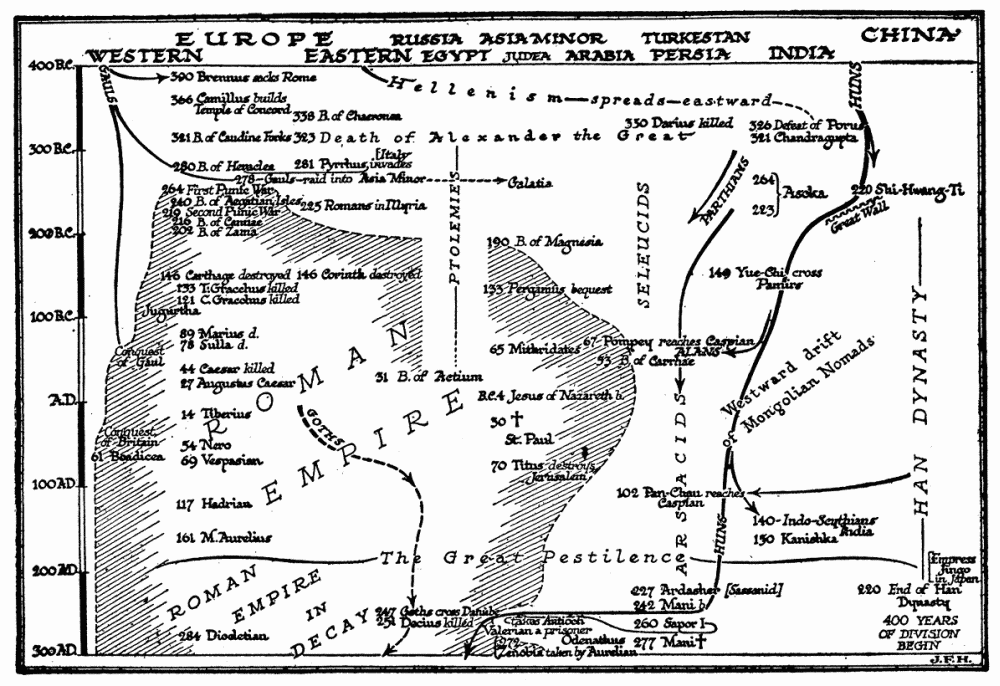 EUROPE RUSSIA ASIA MINOR TURKESTAN CHINA
WESTERN EASTERN EGYPT JUDEA ARABIA PERSIA INDIA
400 B.C.
GAULS
390 Brennus sacks Rome
Hellenism spreads eastward
HUNS
366 Camillus builds
Temple of Concord
338 B. of Chaeronea
330 Darius killed
326 Defeat of Porus
321 B. of Caudine Forks
323 Death of Alexander the Great
321 Chandragupta
300 B.C.
280 B. of Heraclea
281 Pyrrhus invades
Italy
278 Gauls raid into Asia Minor
Galatia
PARTHIANS
264
Asoka
223
220 Shi-Hwang-Ti
Great Wall
264 First Punic War
240 B. of Aegatian Isles
225 Romans in Illyria
219 Second Punic War
216 B. of Cannae
202 B. of Zama
PTOLEMIES
SELEUCIDS
200 B.C.
190 B. of Magnesia
146 Carthage destroyed
146 Corinth destroyed
149 Yue-Chi cross
Pamirs
133 T. Gracchus killed
133 Pergamus bequest
121 C. Gracchus killed
Jugurtha
100 B.C.
89 Marius d.
78 Sulla d.
Conquest
of Gaul
65 Mithridates
67 Pompey reaches Caspian
ALANS
53 B. of Carrhae
44 Caesar killed
27 Augustus Caesar
31 B. of Actium
ROMAN
EMPIRE
Westward drift
of Mongolian Nomads
HAN DYNASTY
A.D.
B.C.4 Jesus of Nazareth b.
14 Tiberius
GOTHS
30 †
St. Paul
Conquest
of Britain
54 Nero
61 Boadicea
69 Vespasian
70 Titus destroys
Jerusalem
ARSACIDS
100 A.D.
117 Hadrian
102 Pan-Chau reaches
Caspian
140 Indo-Scythians
India
150 Kanishka
161 M. Aurelius
HUNS
The Great Pestilence
200 A.D.
ROMAN
EMPIRE
IN
DECAY
227 Ardashir [Sassanid]
242 Mani b.
220 End of Han
Dynasty
Empress
Jingo
in Japan
400 YEARS
OF DIVISION
BEGIN
247 Goths cross Danube
251 Decius killed
takes Antioch
Valerian a prisoner
260 Sapor I
284 Diocletian
Odenathus
277 Mani †
272
Zenobia taken by Aurelian
300 A.D.
J.F.H.